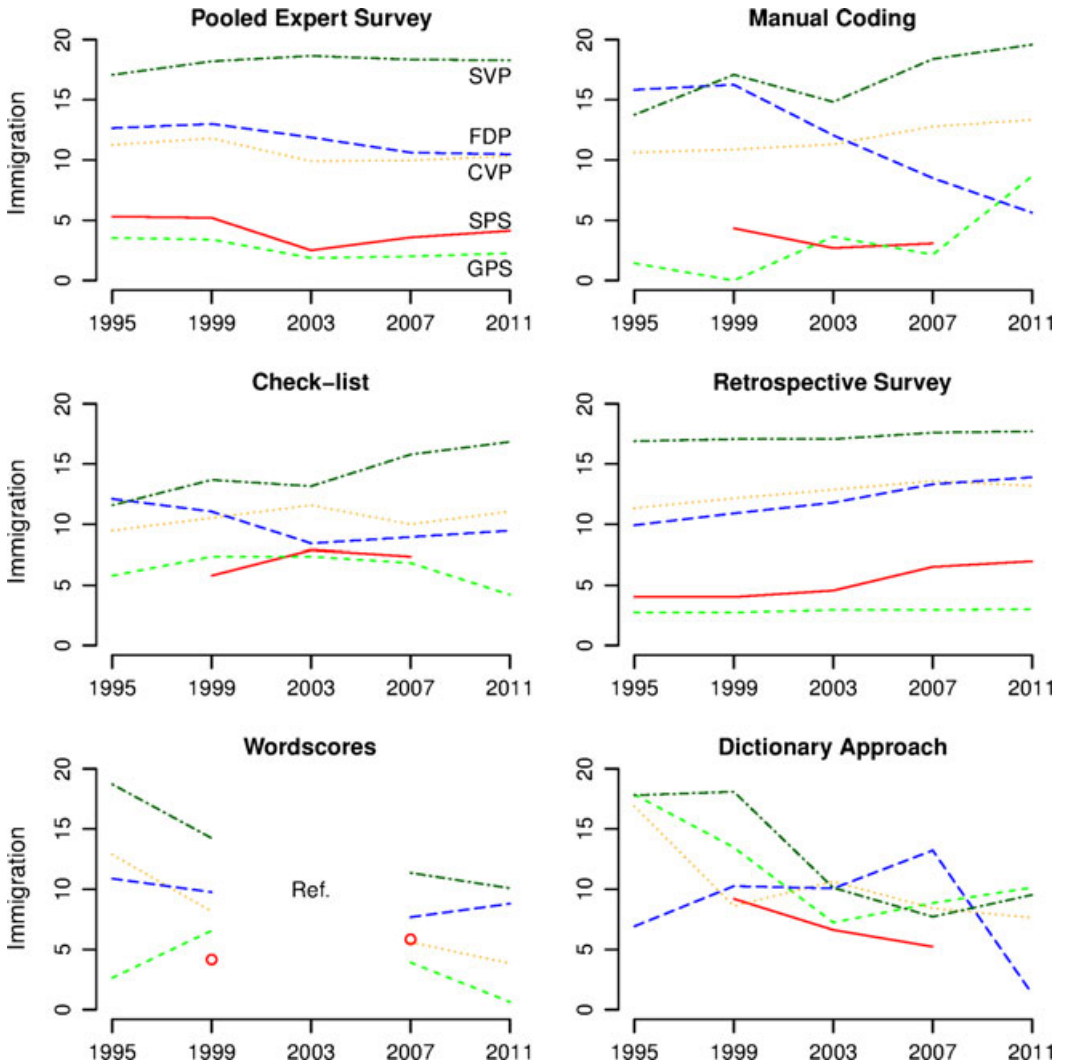 Pooled Expert Survey
Immigration
20
15
10
5
0
SVP
FDP
CVP
SPS
GPS
1995 1999 2003 2007 2011
Manual Coding
20
15
10
5
0
1995 1999 2003 2007 2011
Check–list
Immigration
20
15
10
5
0
1995 1999 2003 2007 2011
Retrospective Survey
20
15
10
5
0
1995 1999 2003 2007 2011
Wordscores
Immigration
20
15
10
5
0
Ref.
1995 1999 2003 2007 2011
Dictionary Approach
20
15
10
5
0
1995 1999 2003 2007 2011